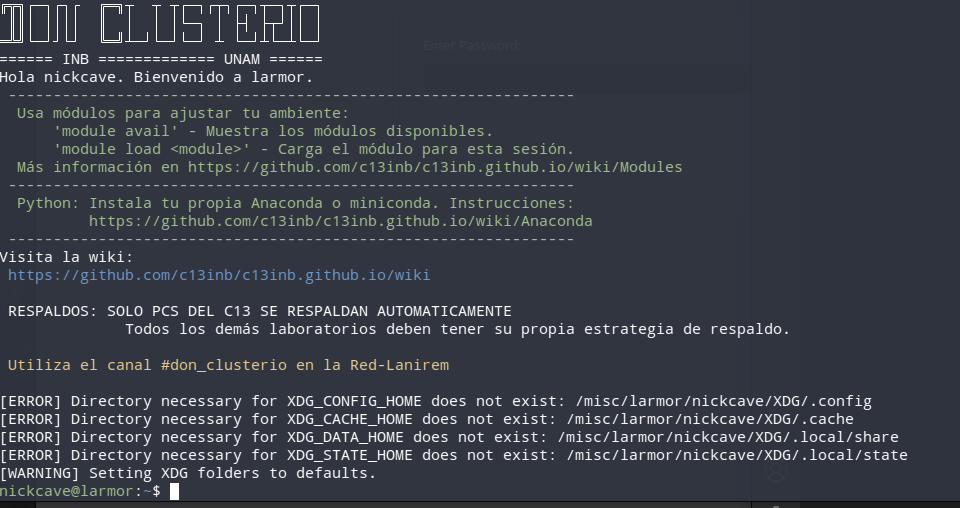 DON CLUSTERIO
Enter Password:
====== INB ============= UNAM ======
Hola nickcave. Bienvenido a larmor.
---------------------------------------------------------------
Usa módulos para ajustar tu ambiente:
'module avail' - Muestra los módulos disponibles.
'module load <module>' - Carga el módulo para esta sesión.
Más información en https://github.com/c13inb/c13inb.github.io/wiki/Modules
---------------------------------------------------------------
Python: Instala tu propia Anaconda o miniconda. Instrucciones:
https://github.com/c13inb/c13inb.github.io/wiki/Anaconda
---------------------------------------------------------------
Visita la wiki:
https://github.com/c13inb/c13inb.github.io/wiki
RESPALDOS: SOLO PCS DEL C13 SE RESPALDAN AUTOMATICAMENTE
Todos los demás laboratorios deben tener su propia estrategia de respaldo.
Utiliza el canal #don_clusterio en la Red-Lanirem
[ERROR] Directory necessary for XDG_CONFIG_HOME does not exist: /misc/larmor/nickcave/XDG/.config
[ERROR] Directory necessary for XDG_CACHE_HOME does not exist: /misc/larmor/nickcave/XDG/.cache
[ERROR] Directory necessary for XDG_DATA_HOME does not exist: /misc/larmor/nickcave/XDG/.local/share
[ERROR] Directory necessary for XDG_STATE_HOME does not exist: /misc/larmor/nickcave/XDG/.local/state
[WARNING] Setting XDG folders to defaults.
nickcave@larmor:~$